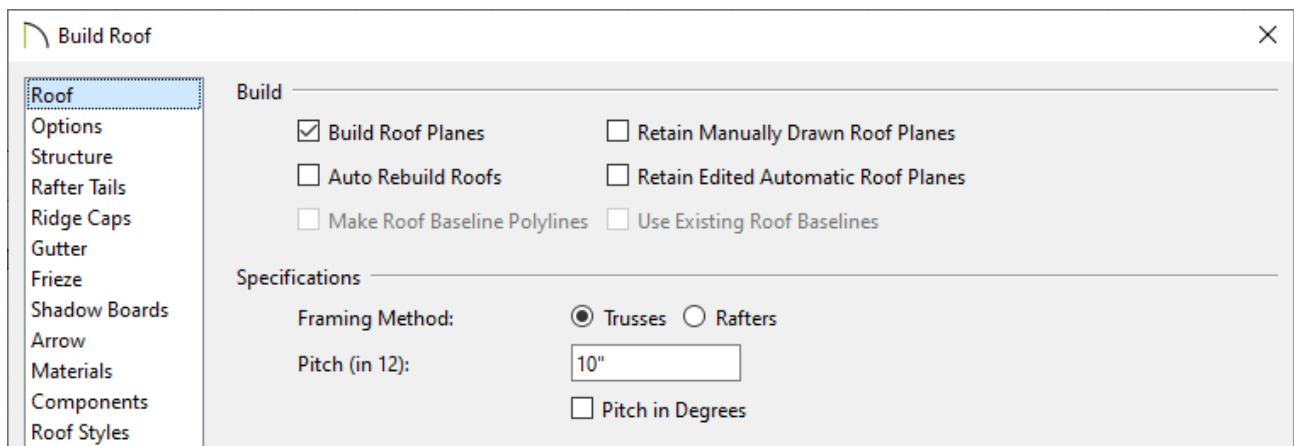 Build Roof
Roof
Options
Structure
Rafter Tails
Ridge Caps
Gutter
Frieze
Shadow Boards
Arrow
Materials
Components
Roof Styles
Build
Build Roof Planes
Retain Manually Drawn Roof Planes
Auto Rebuild Roofs
Retain Edited Automatic Roof Planes
Make Roof Baseline Polylines
Use Existing Roof Baselines
Specifications
Framing Method: Trusses Rafters
Pitch (in 12): 10"
Pitch in Degrees